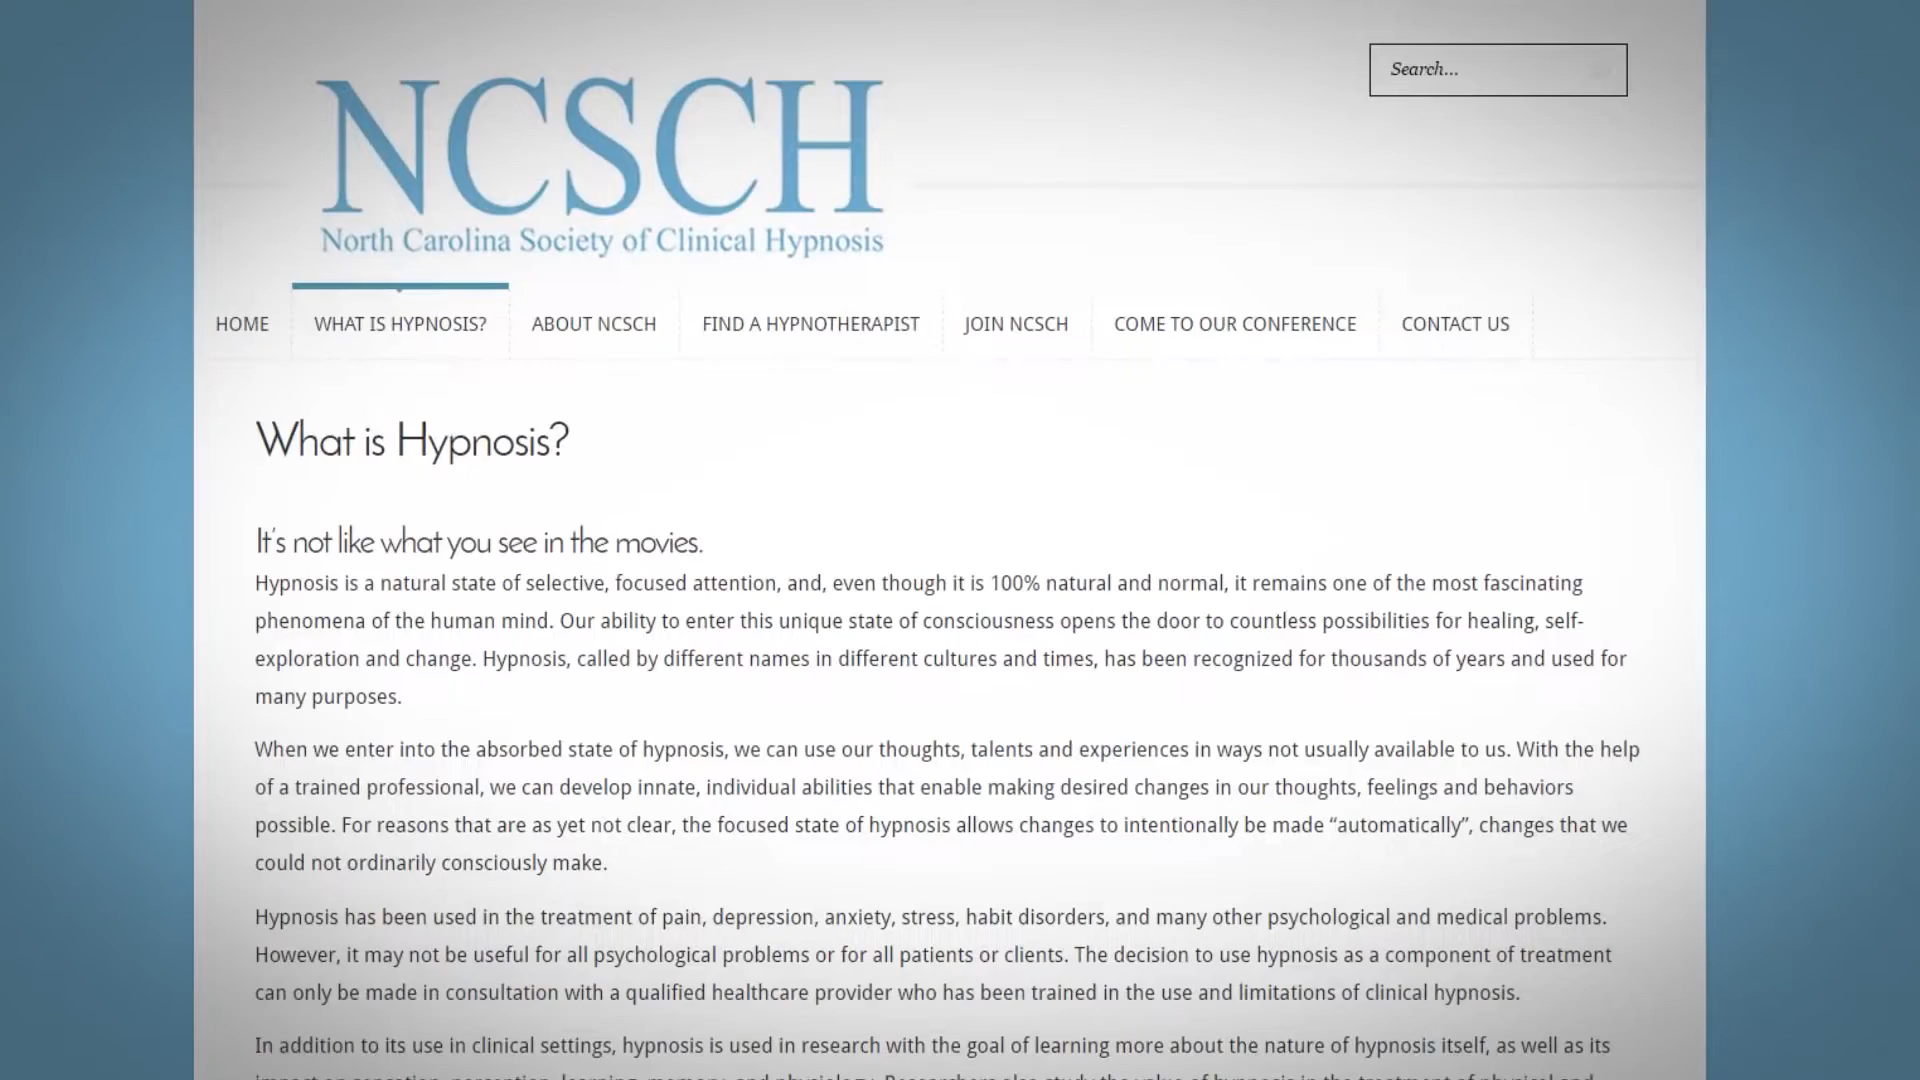 Search...
NCSCH
North Carolina Society of Clinical Hypnosis
HOME WHAT IS HYPNOSIS? ABOUT NCSCH FIND A HYPNOTHERAPIST JOIN NCSCH COME TO OUR CONFERENCE CONTACT US
What is Hypnosis?
It's not like what you see in the movies.
Hypnosis is a natural state of selective, focused attention, and, even though it is 100% natural and normal, it remains one of the most fascinating
phenomena of the human mind. Our ability to enter this unique state of consciousness opens the door to countless possibilities for healing, self-
exploration and change. Hypnosis, called by different names in different cultures and times, has been recognized for thousands of years and used for
many purposes.
When we enter into the absorbed state of hypnosis, we can use our thoughts, talents and experiences in ways not usually available to us. With the help
of a trained professional, we can develop innate, individual abilities that enable making desired changes in our thoughts, feelings and behaviors
possible. For reasons that are as yet not clear, the focused state of hypnosis allows changes to intentionally be made “automatically”, changes that we
could not ordinarily consciously make.
Hypnosis has been used in the treatment of pain, depression, anxiety, stress, habit disorders, and many other psychological and medical problems.
However, it may not be useful for all psychological problems or for all patients or clients. The decision to use hypnosis as a component of treatment
can only be made in consultation with a qualified healthcare provider who has been trained in the use and limitations of clinical hypnosis.
In addition to its use in clinical settings, hypnosis is used in research with the goal of learning more about the nature of hypnosis itself, as well as its